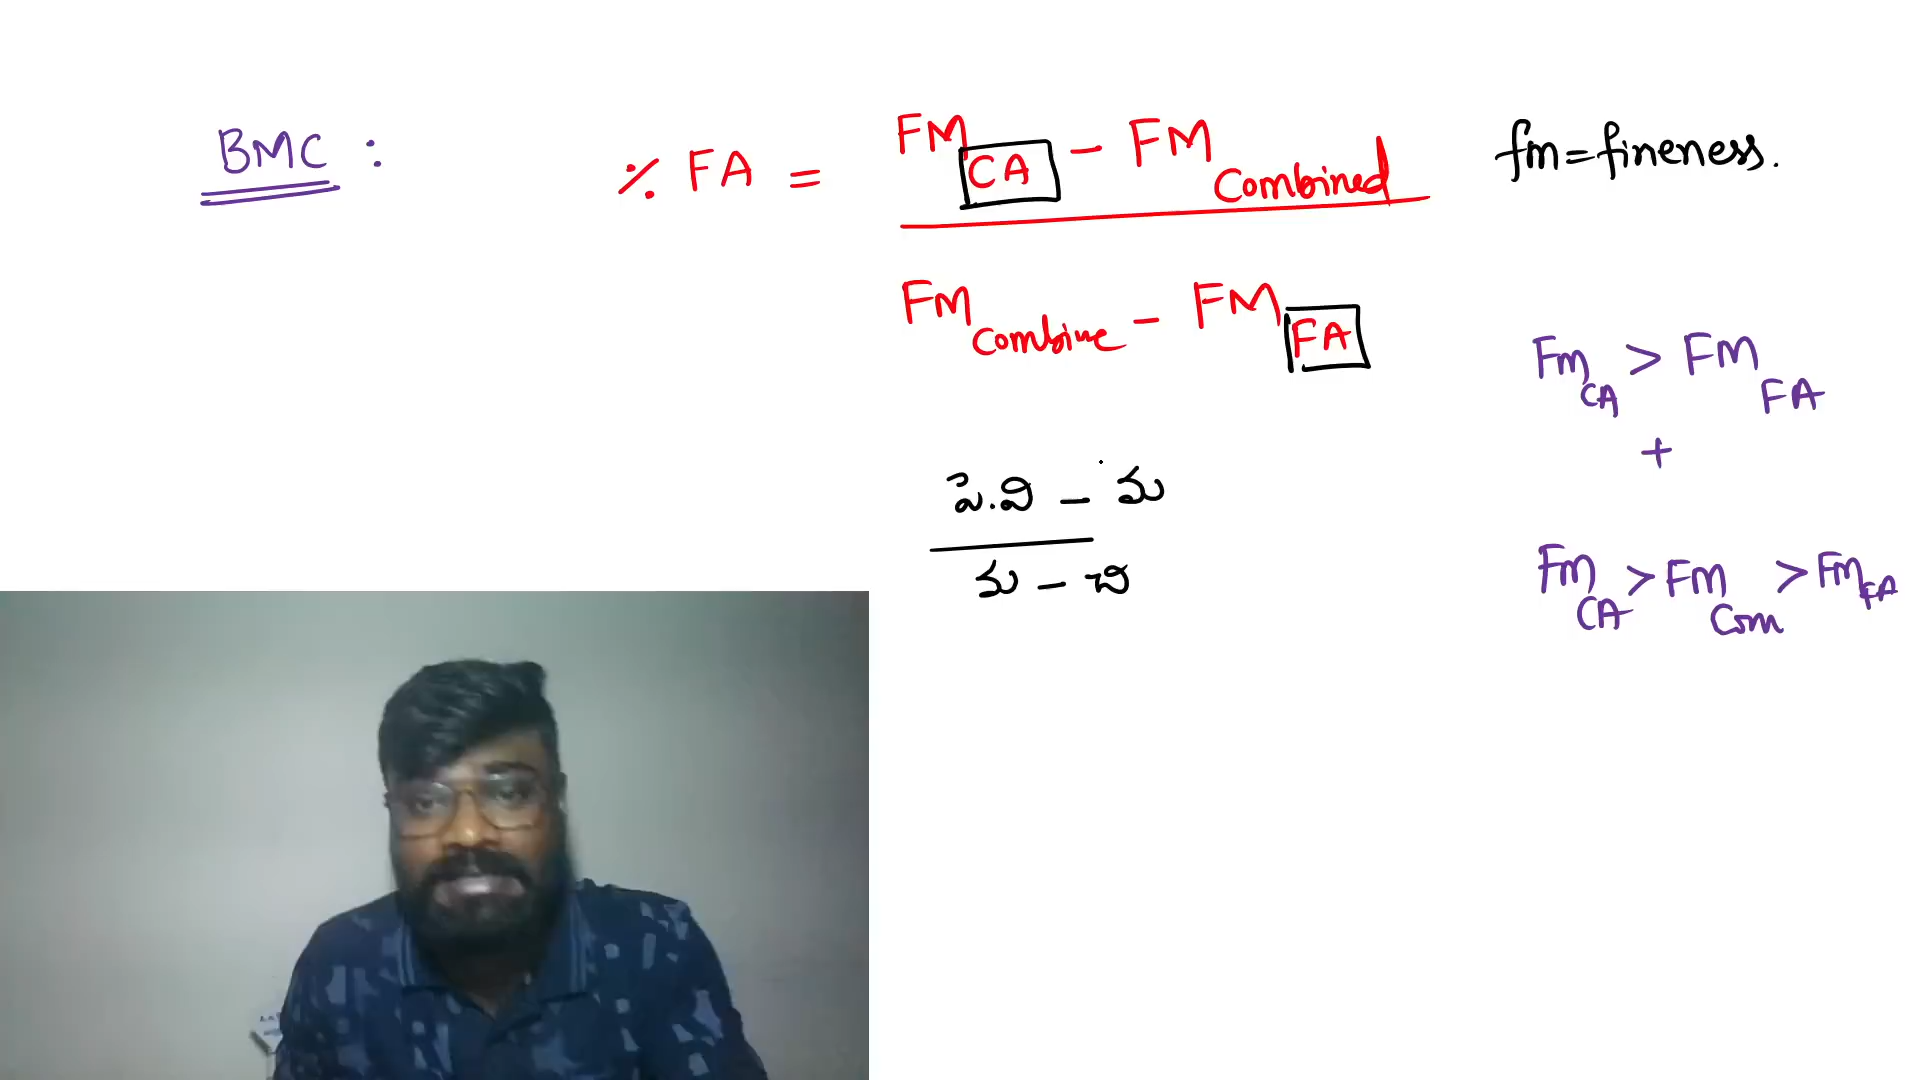 BMC :
% FA = FM CA - FM Combined
FM Combine - FM FA
fm = fineness.
పె.వి - మ
మ - చి
Fm CA > FM FA
+
Fm CA > FM Com > FM FA